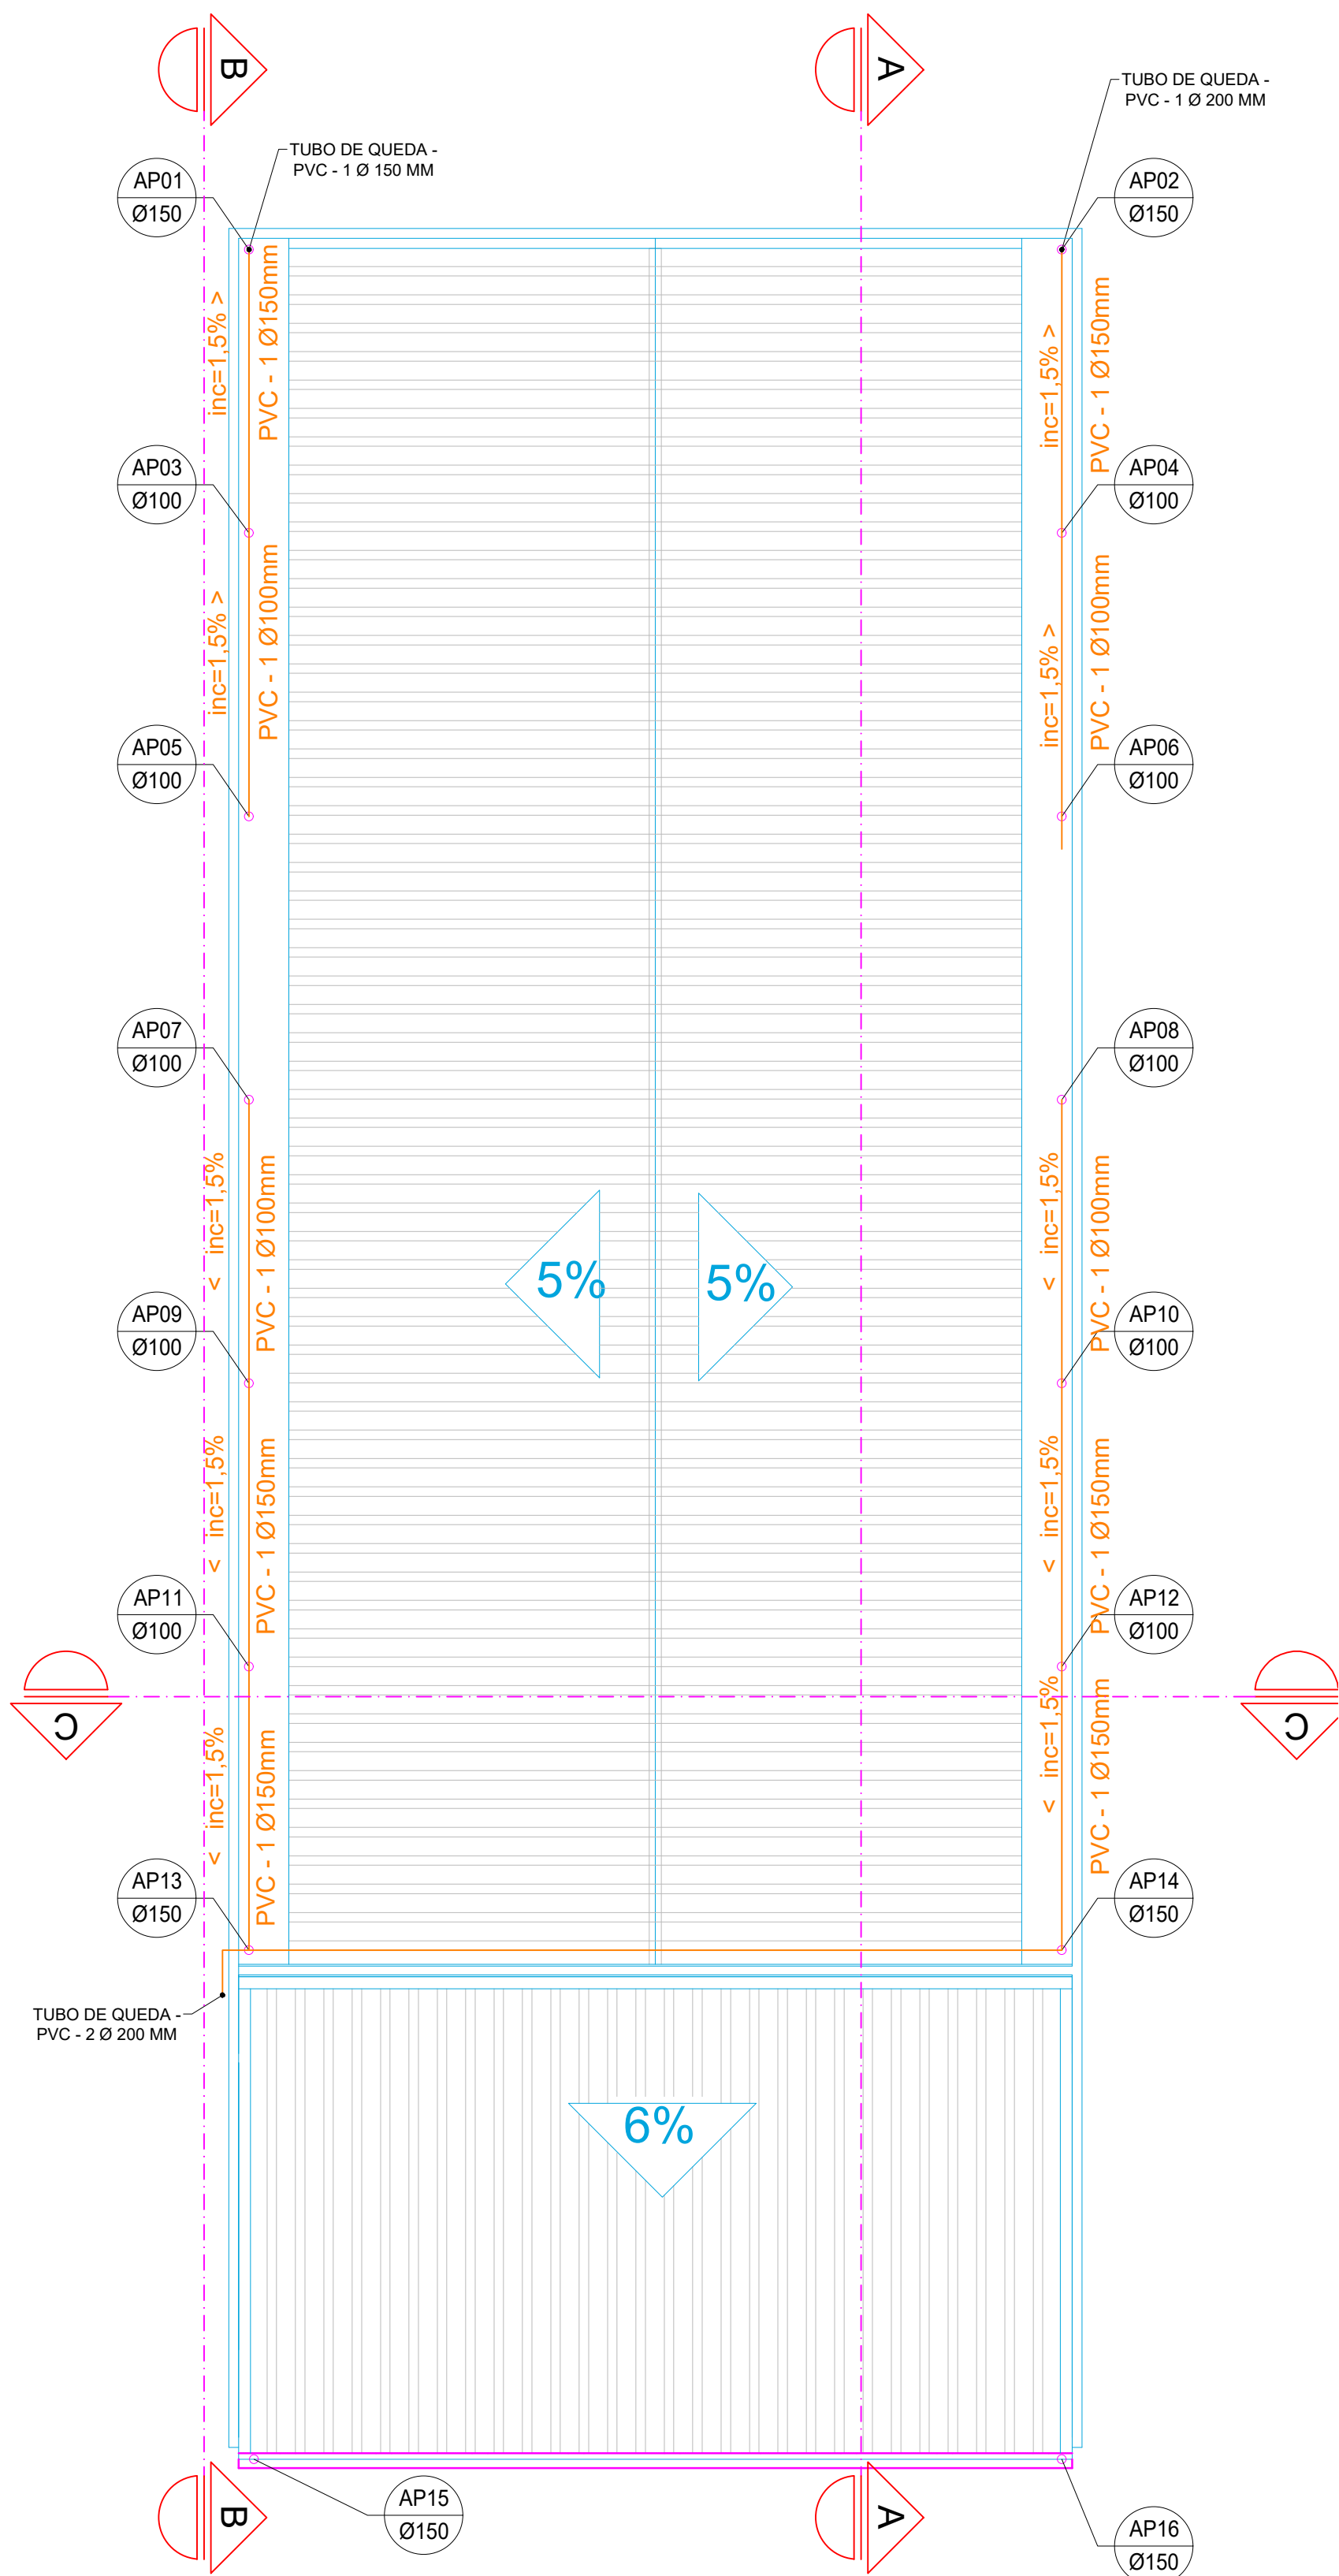 B
A
TUBO DE QUEDA -
PVC - 1 Ø 200 MM
TUBO DE QUEDA -
PVC - 1 Ø 150 MM
AP01
Ø150
AP02
Ø150
inc=1,5% >
PVC - 1 Ø150mm
inc=1,5% >
PVC - 1 Ø150mm
AP03
Ø100
AP04
Ø100
inc=1,5% >
PVC - 1 Ø100mm
inc=1,5% >
PVC - 1 Ø100mm
AP05
Ø100
AP06
Ø100
AP07
Ø100
AP08
Ø100
< inc=1,5%
PVC - 1 Ø100mm
< inc=1,5%
PVC - 1 Ø100mm
5%
5%
AP09
Ø100
AP10
Ø100
< inc=1,5%
PVC - 1 Ø150mm
< inc=1,5%
PVC - 1 Ø150mm
AP11
Ø100
AP12
Ø100
C
C
< inc=1,5%
PVC - 1 Ø150mm
< inc=1,5%
PVC - 1 Ø150mm
AP13
Ø150
AP14
Ø150
TUBO DE QUEDA -
PVC - 2 Ø 200 MM
6%
B
AP15
Ø150
A
AP16
Ø150